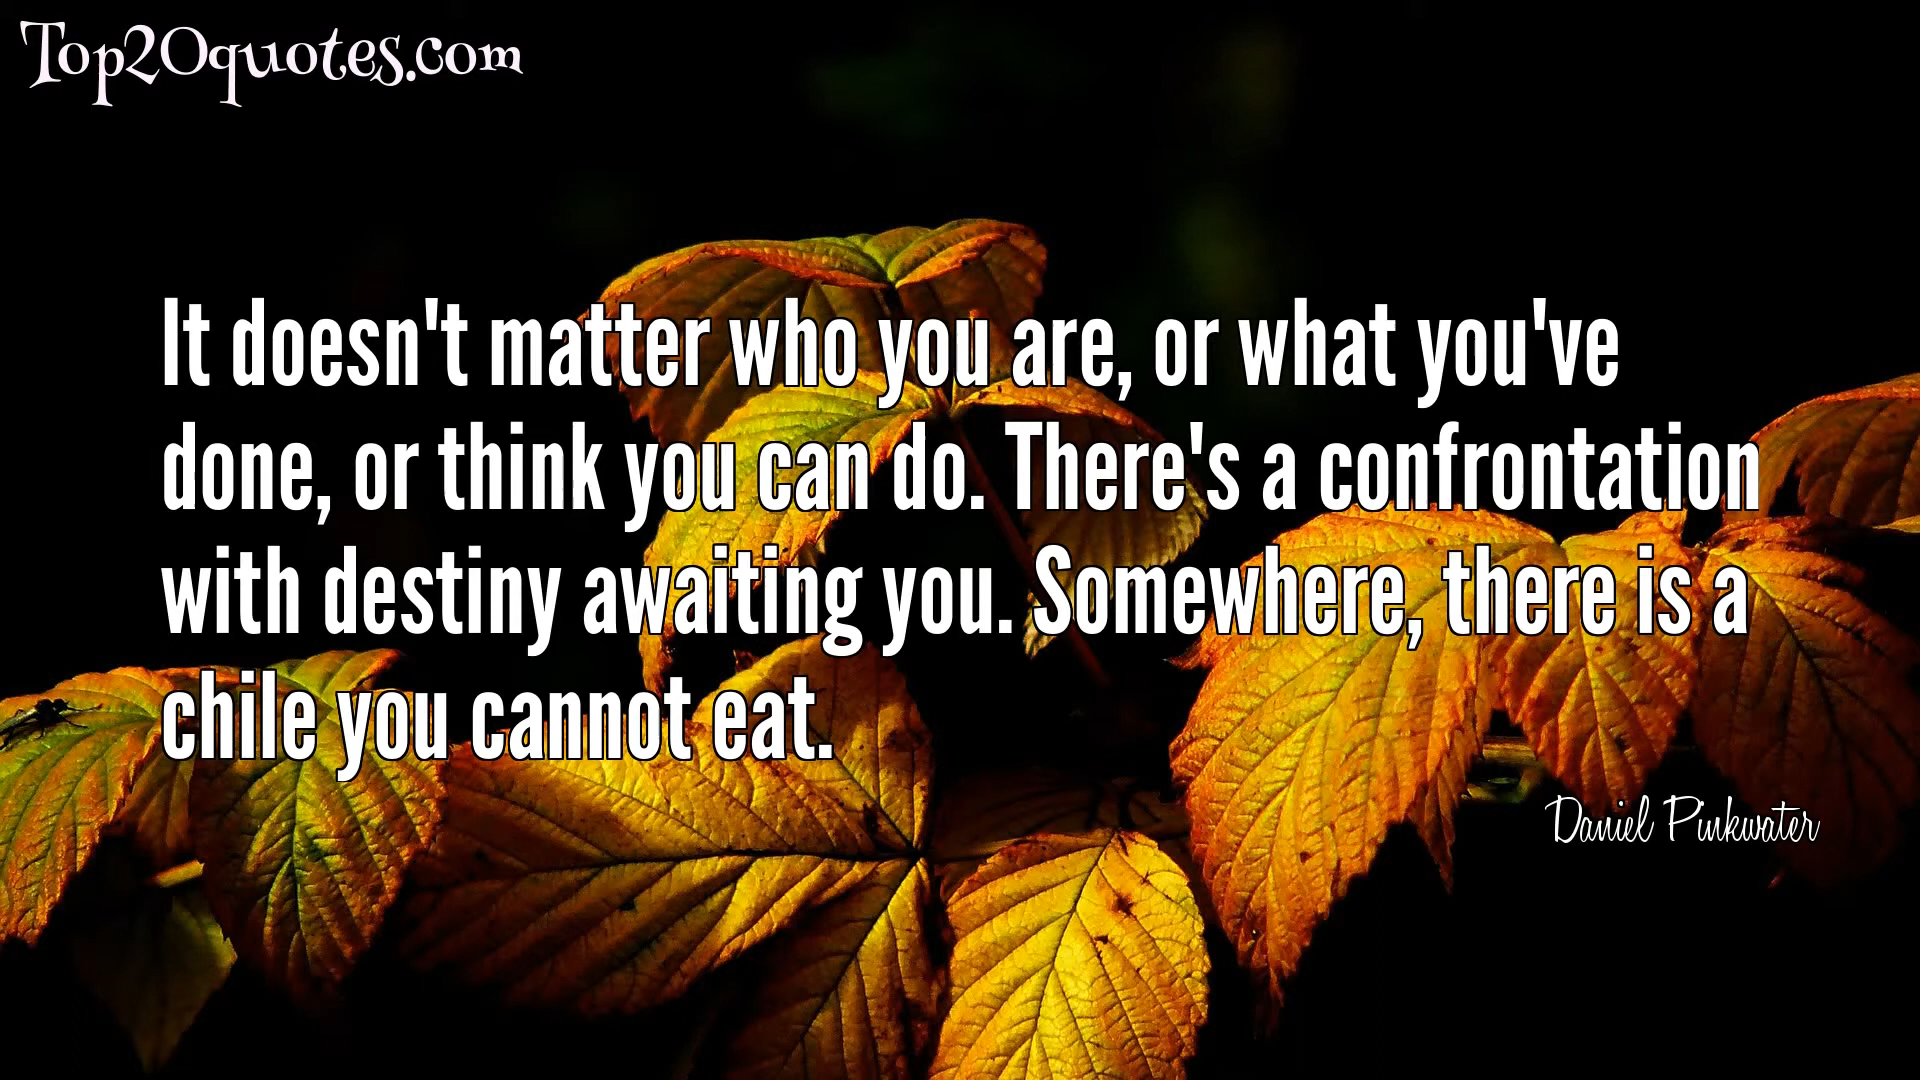 Top20quotes.com
It doesn't matter who you are, or what you've
done, or think you can do. There's a confrontation
with destiny awaiting you. Somewhere, there is a
chile you cannot eat.
Daniel Pinkwater